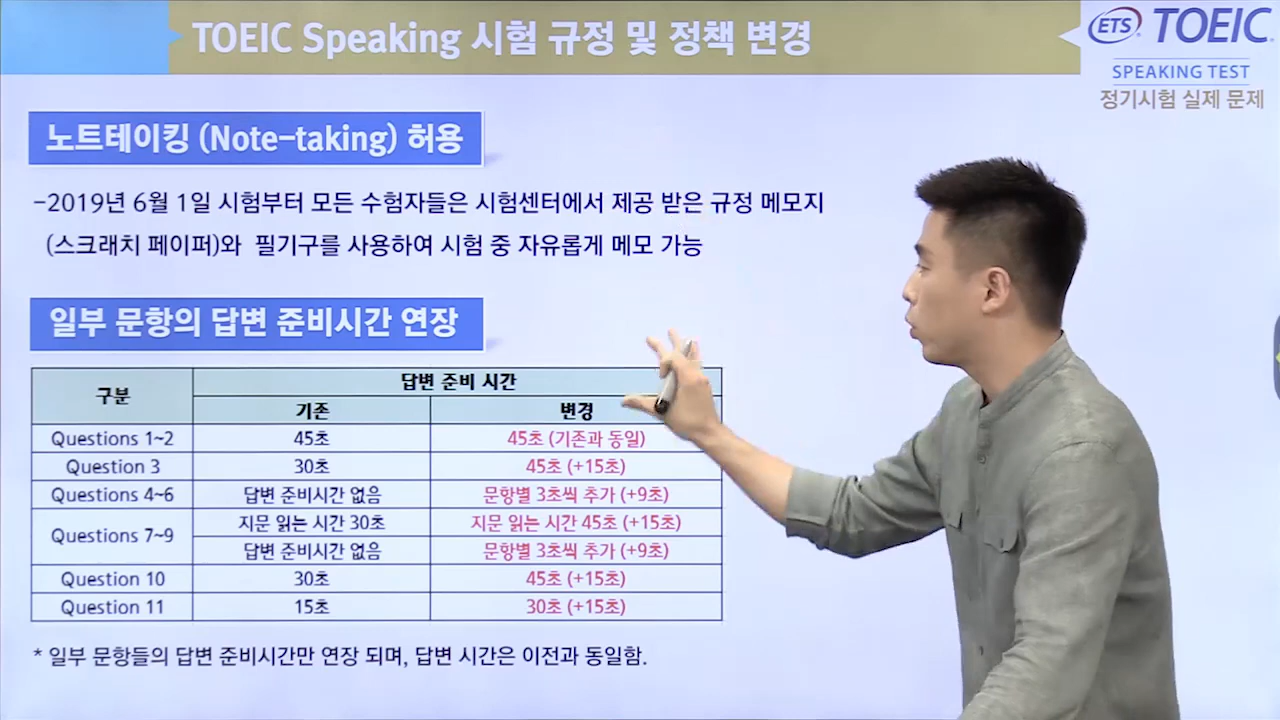 TOEIC Speaking 시험 규정 및 정책 변경
ETS TOEIC
SPEAKING TEST
정기시험 실제 문제
노트테이킹 (Note-taking) 허용
-2019년 6월 1일 시험부터 모든 수험자들은 시험센터에서 제공 받은 규정 메모지
(스크래치 페이퍼)와 필기구를 사용하여 시험 중 자유롭게 메모 가능
일부 문항의 답변 준비시간 연장
구분 답변 준비 시간
기존 변경
Questions 1~2 45초 45초 (기존과 동일)
Question 3 30초 45초 (+15초)
Questions 4~6 답변 준비시간 없음 문항별 3초씩 추가 (+9초)
Questions 7~9 지문 읽는 시간 30초 지문 읽는 시간 45초 (+15초)
답변 준비시간 없음 문항별 3초씩 추가 (+9초)
Question 10 30초 45초 (+15초)
Question 11 15초 30초 (+15초)
* 일부 문항들의 답변 준비시간만 연장 되며, 답변 시간은 이전과 동일함.